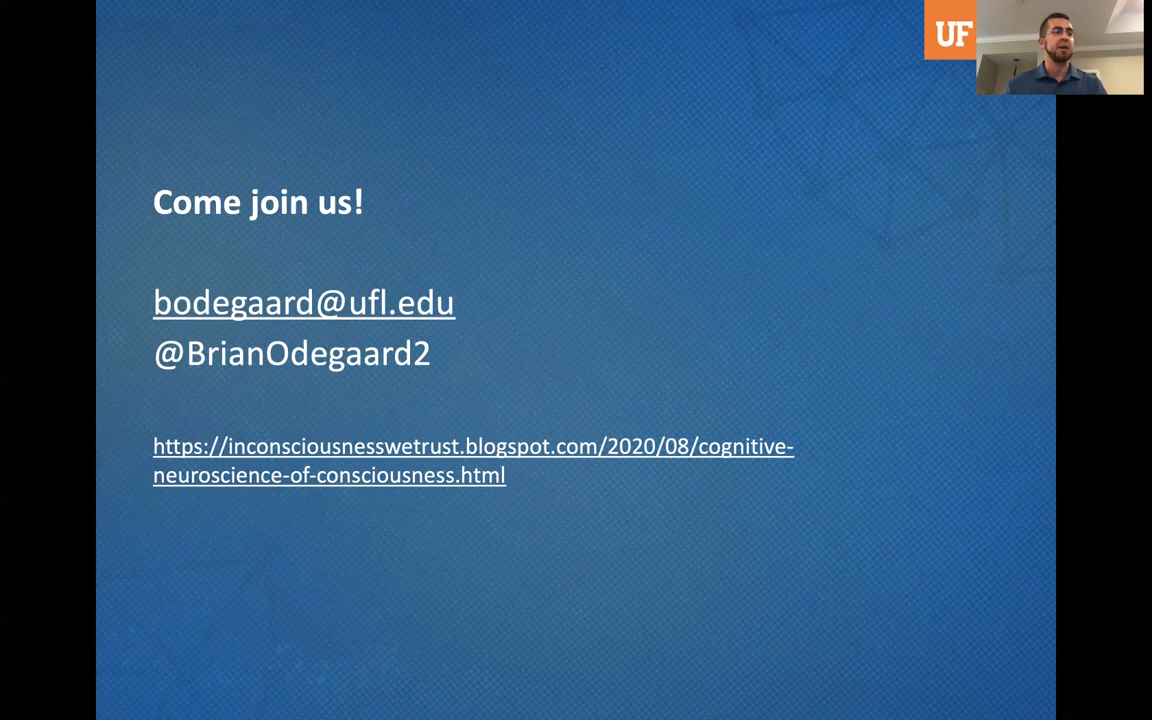 UF
Come join us!
bodegaard@ufl.edu
@BrianOdegaard2
https://inconsciousnesswetrust.blogspot.com/2020/08/cognitive-
neuroscience-of-consciousness.html